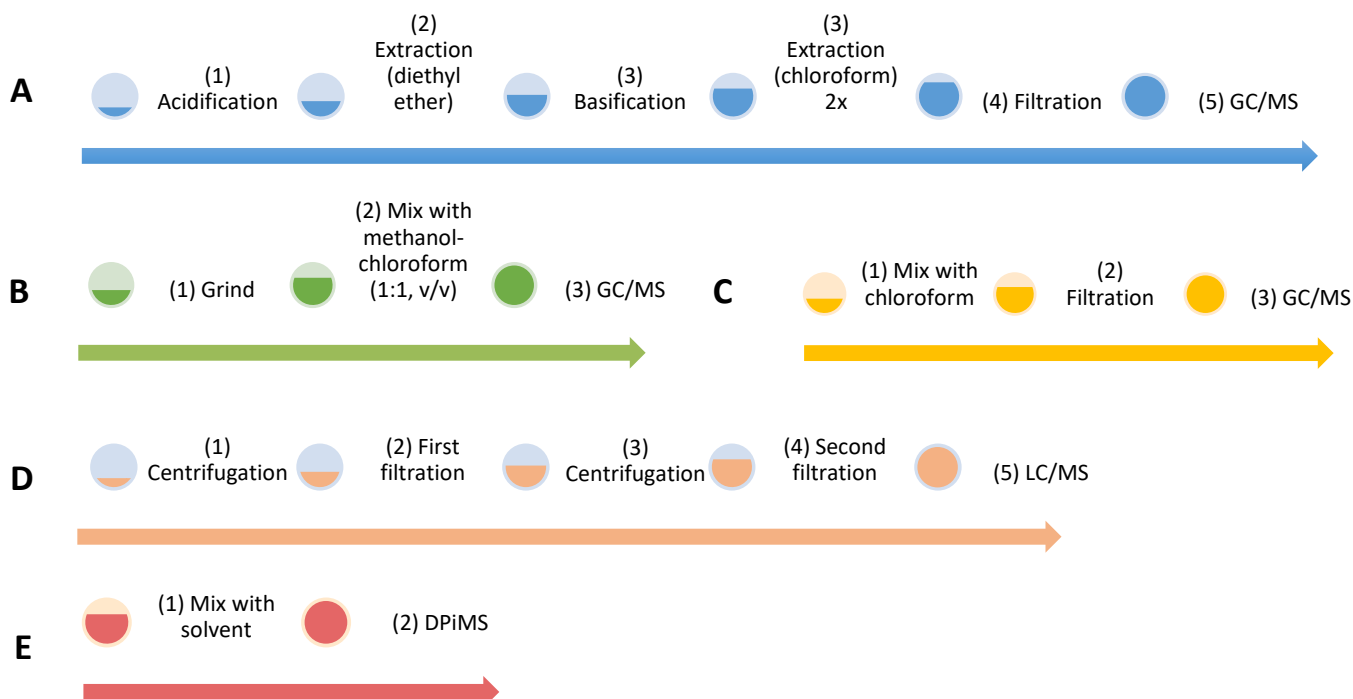 A
(1)
Acidification
(2)
Extraction
(diethyl
ether)
(3)
Basification
(3)
Extraction
(chloroform)
2x
(4) Filtration
(5) GC/MS
B
(1) Grind
(2) Mix with
methanol-
chloroform
(1:1, v/v)
(3) GC/MS
C
(1) Mix with
chloroform
(2)
Filtration
(3) GC/MS
D
(1)
Centrifugation
(2) First
filtration
(3)
Centrifugation
(4) Second
filtration
(5) LC/MS
E
(1) Mix with
solvent
(2) DPiMS